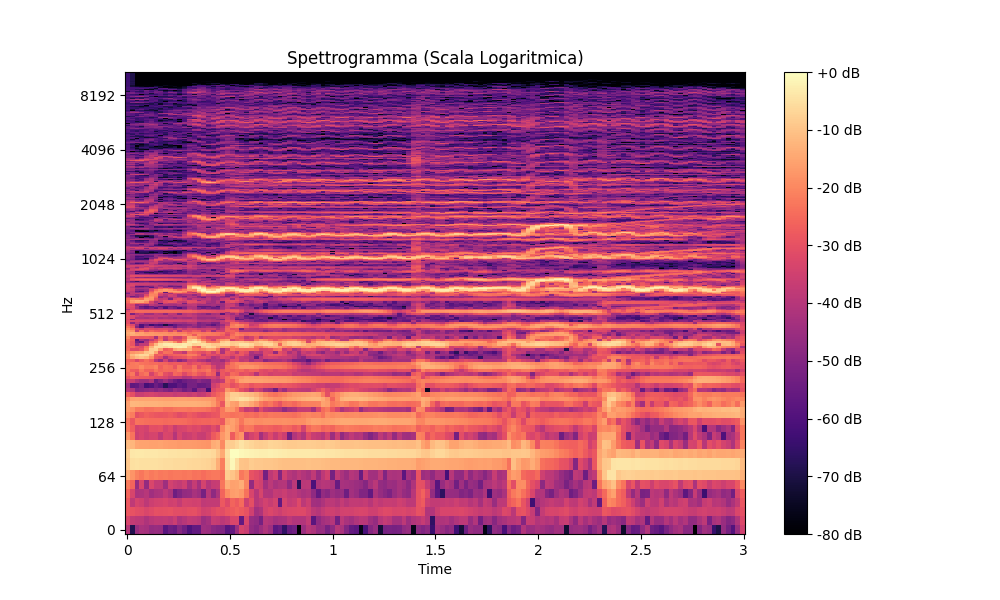 Spettrogramma (Scala Logaritmica)
Hz
8192
4096
2048
1024
512
256
128
64
0
0 0.5 1 1.5 2 2.5 3
Time
+0 dB
-10 dB
-20 dB
-30 dB
-40 dB
-50 dB
-60 dB
-70 dB
-80 dB